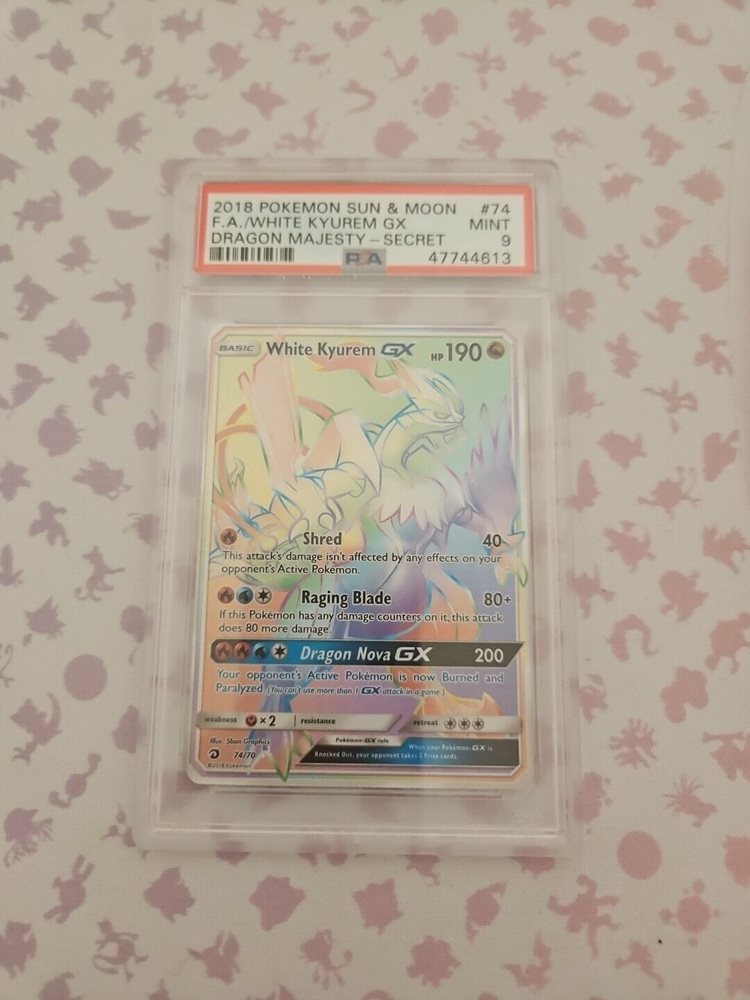 2018 POKEMON SUN & MOON #74
F.A./WHITE KYUREM GX MINT
DRAGON MAJESTY - SECRET 9
PSA 47744613
BASIC White Kyurem GX HP 190
Shred 40
This attack's damage isn't affected by any effects on your
opponent's Active Pokémon.
Raging Blade 80+
If this Pokémon has any damage counters on it, this attack
does 80 more damage.
Dragon Nova GX 200
Your opponent's Active Pokémon is now Burned and
Paralyzed. (You can't use more than 1 GX attack in a game.)
weakness ×2 resistance retreat
Illus. 5ban Graphics Pokémon-GX rule
When your Pokémon-GX is
74/70 Knocked Out, your opponent takes 2 Prize cards.
©2018 Pokémon